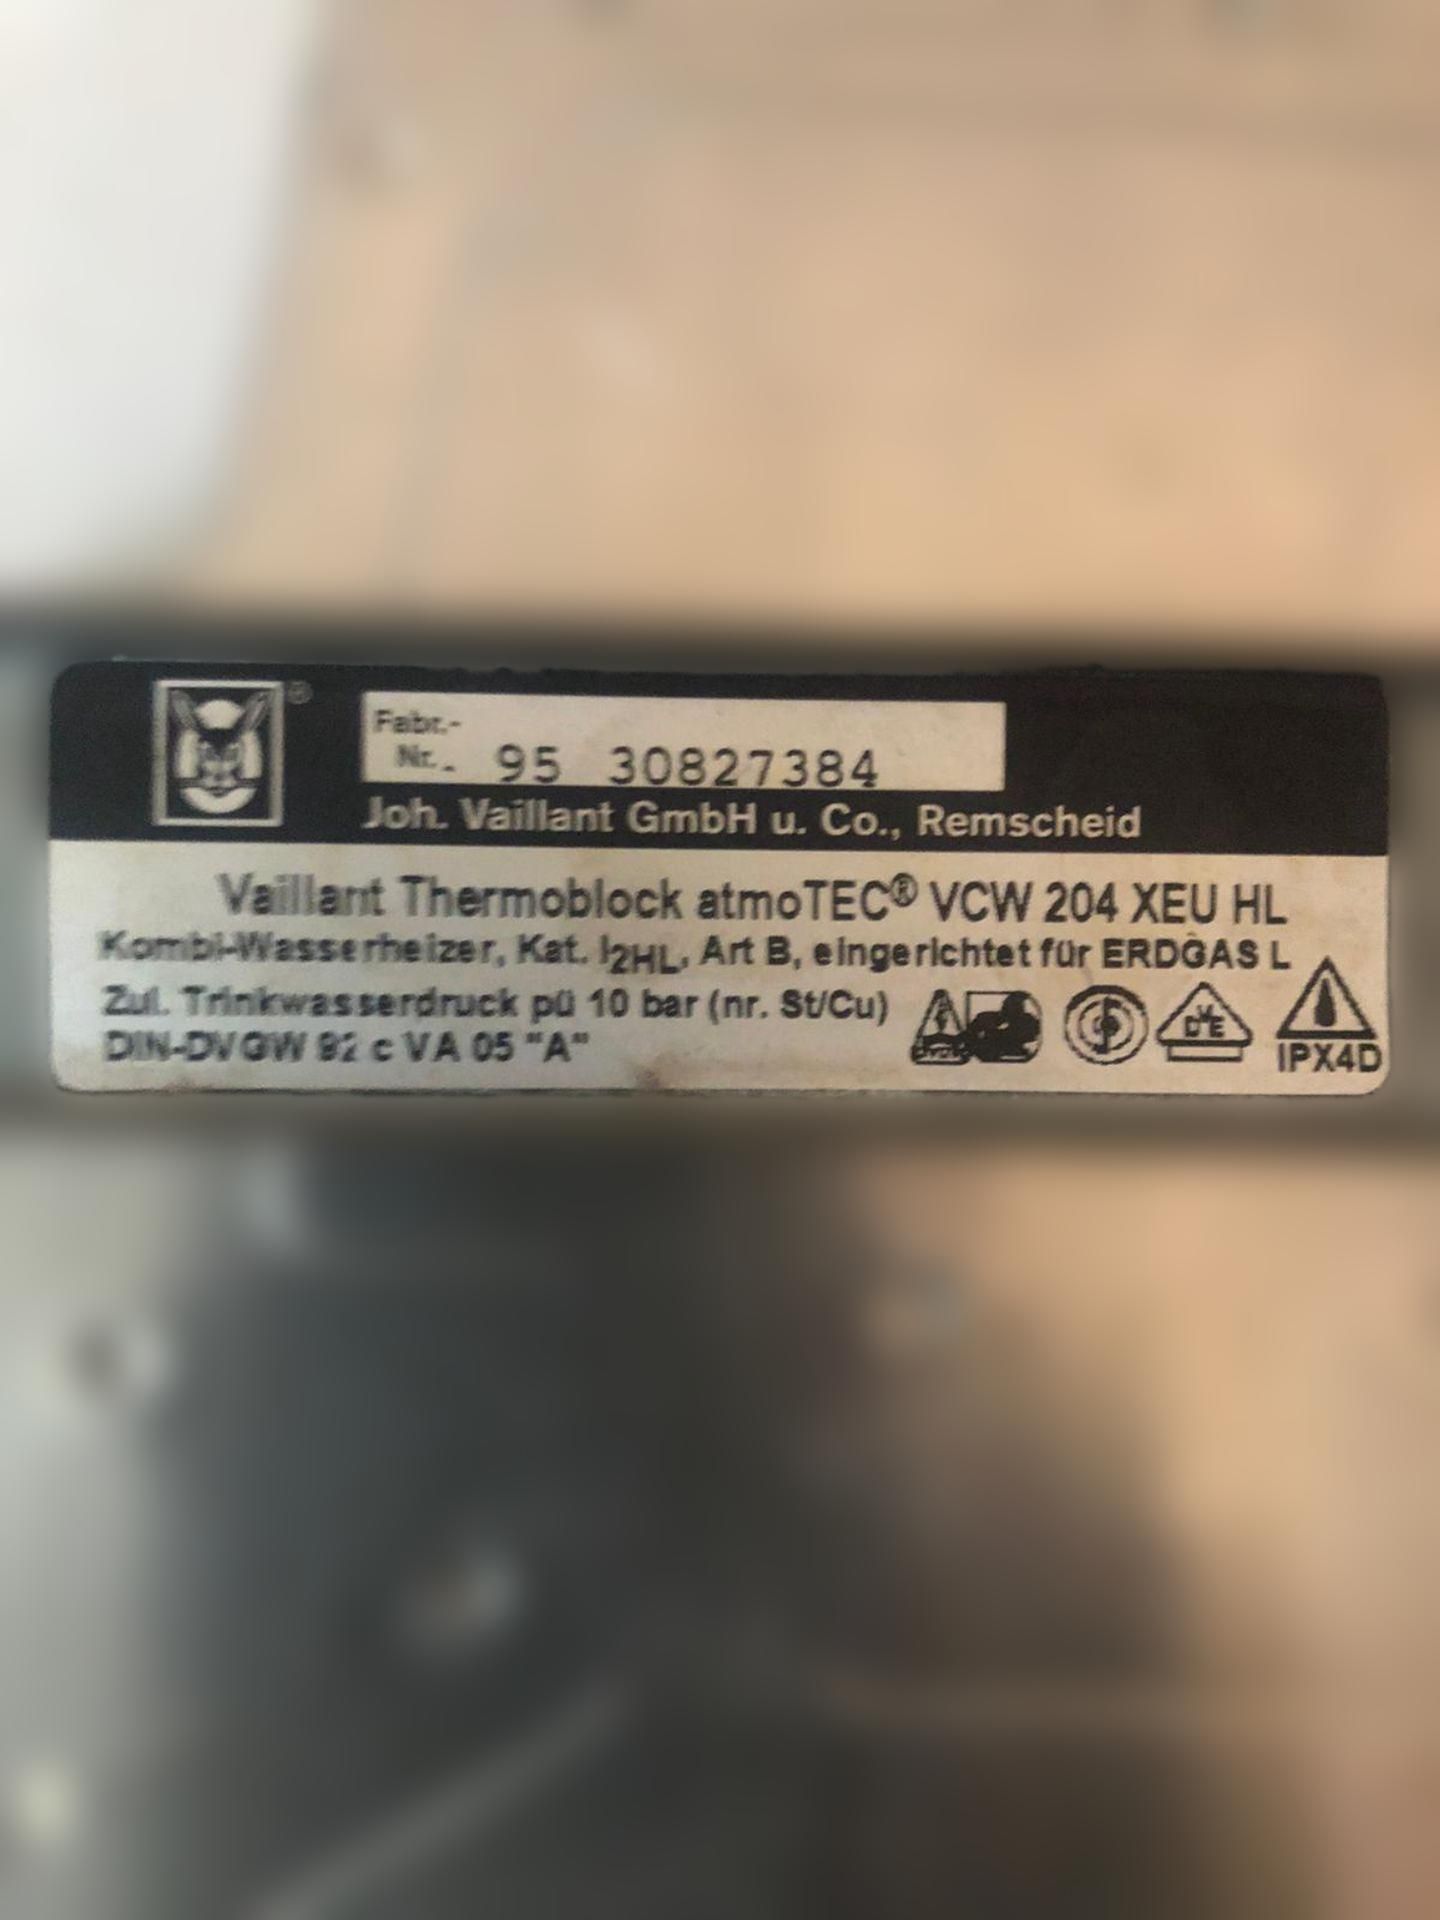 ®
Fabr.-
Nr. 95 30827384
Joh. Vaillant GmbH u. Co., Remscheid
Vaillant Thermoblock atmoTEC® VCW 204 XEU HL
Kombi-Wasserheizer, Kat. I2HL, Art B, eingerichtet für ERDGAS L
Zul. Trinkwasserdruck pü 10 bar (nr. St/Cu)
DIN-DVGW 92 c VA 05 "A"
DVGW
DVE
IPX4D